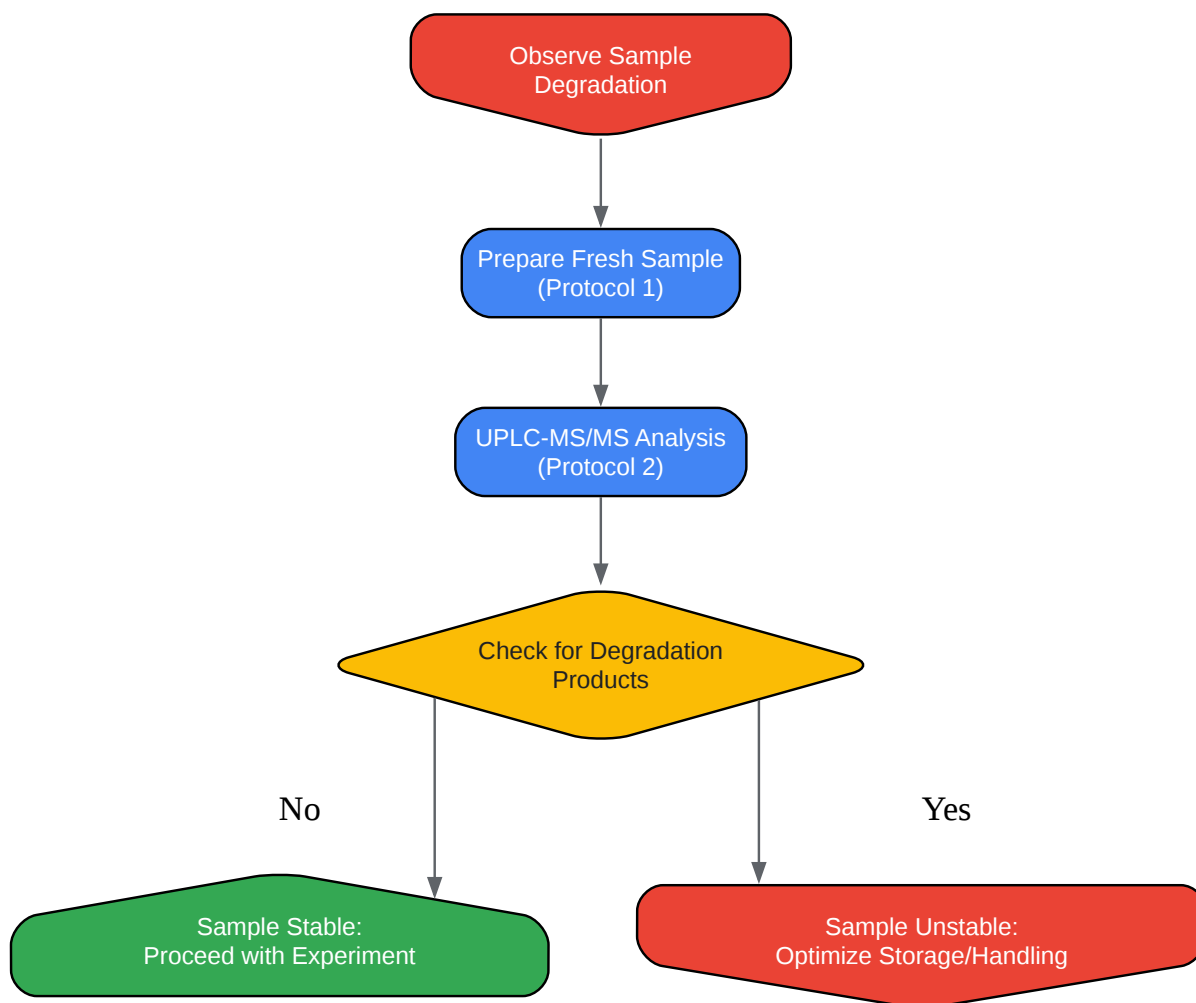 Observe Sample
Degradation
Prepare Fresh Sample
(Protocol 1)
UPLC-MS/MS Analysis
(Protocol 2)
Check for Degradation
Products
No
Yes
Sample Stable:
Proceed with Experiment
Sample Unstable:
Optimize Storage/Handling